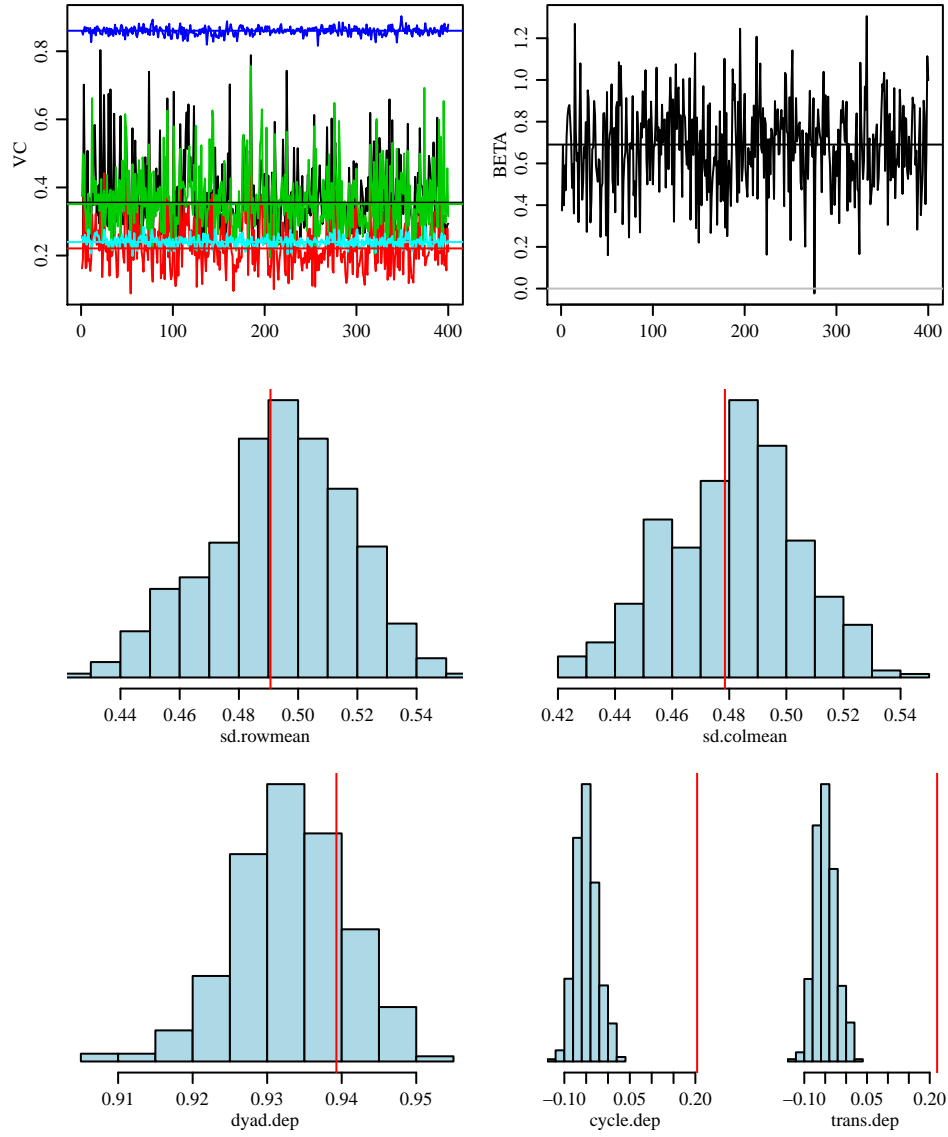 VC
0.2 0.4 0.6 0.8
0 100 200 300 400
BETA
0.0 0.2 0.4 0.6 0.8 1.0 1.2
0 100 200 300 400
0.44 0.46 0.48 0.50 0.52 0.54
sd.rowmean
0.42 0.44 0.46 0.48 0.50 0.52 0.54
sd.colmean
0.91 0.92 0.93 0.94 0.95
dyad.dep
−0.10 0.05 0.20
cycle.dep
−0.10 0.05 0.20
trans.dep